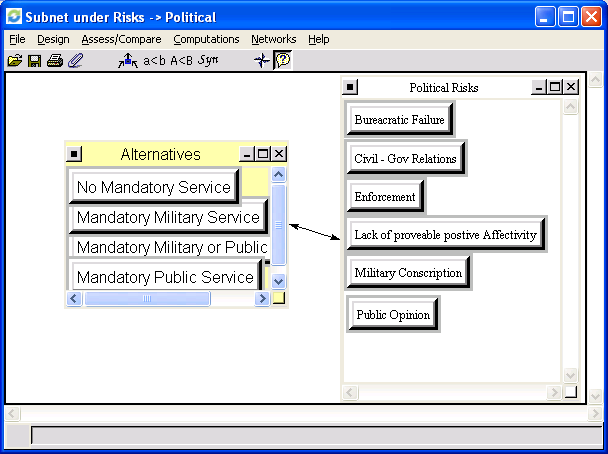 Subnet under Risks -> Political
File Design Assess/Compare Computations Networks Help
a<b A<B Syn
Political Risks
Bureacratic Failure
Civil - Gov Relations
Enforcement
Lack of proveable postive Affectivity
Military Conscription
Public Opinion
Alternatives
No Mandatory Service
Mandatory Military Service
Mandatory Military or Public
Mandatory Public Service